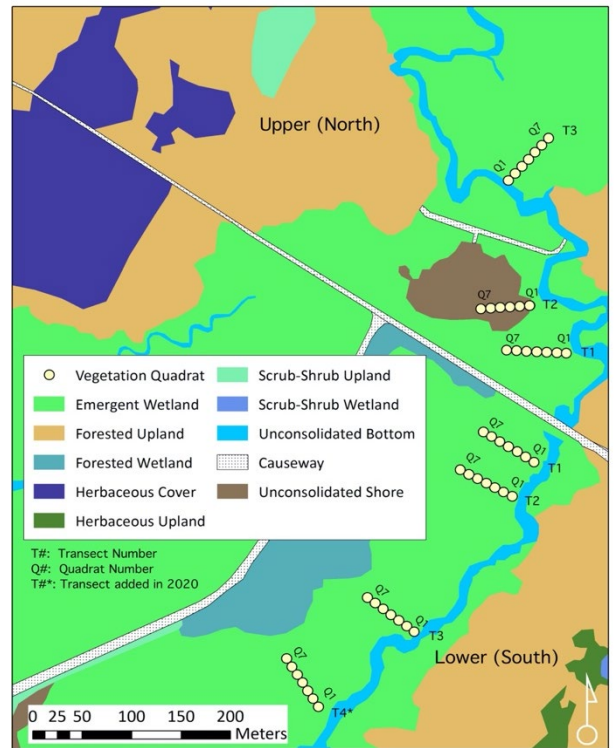 Upper (North)
Q7
T3
Q1
Q7
Q1
T2
Q7
Q1
T1
Vegetation Quadrat
Emergent Wetland
Forested Upland
Forested Wetland
Herbaceous Cover
Herbaceous Upland
Scrub-Shrub Upland
Scrub-Shrub Wetland
Unconsolidated Bottom
Causeway
Unconsolidated Shore
Q7
Q1
T1
Q7
Q1
T2
T#: Transect Number
Q#: Quadrat Number
T#*: Transect added in 2020
Q7
Q1
T3
Lower (South)
Q7
Q1
T4*
0 25 50 100 150 200
Meters